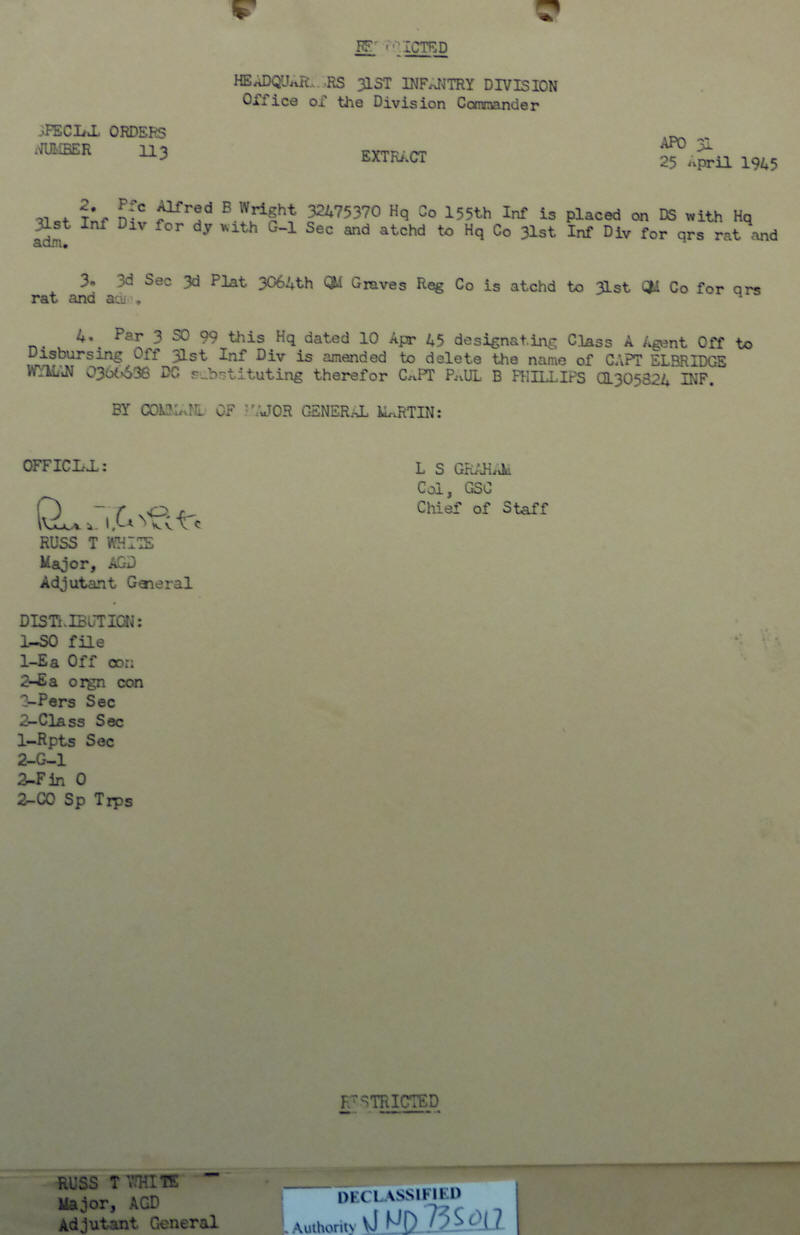 RESTRICTED
HEADQUARTERS 31ST INFANTRY DIVISION
Office of the Division Commander
SPECIAL ORDERS
NUMBER 113
EXTRACT
APO 31
25 April 1945
2. Pfc Alfred B Wright 32475370 Hq Co 155th Inf is placed on DS with Hq
31st Inf Div for dy with G-1 Sec and atchd to Hq Co 31st Inf Div for qrs rat and
adm.
3. 3d Sec 3d Plat 3064th QM Graves Reg Co is atchd to 31st QM Co for qrs
rat and adm.
4. Par 3 SO 99 this Hq dated 10 Apr 45 designating Class A Agent Off to
Disbursing Off 31st Inf Div is amended to delete the name of CAPT ELBRIDGE
WYMAN 0366638 DC substituting therefor CAPT PAUL B PHILLIPS 01305824 INF.
BY COMMAND OF MAJOR GENERAL MARTIN:
OFFICIAL:
L S GRAHAM
Col, GSC
Chief of Staff
RUSS T WHITE
Major, AGD
Adjutant General
DISTRIBUTION:
1-SO file
1-Ea Off con
2-Ea orgn con
3-Pers Sec
2-Class Sec
1-Rpts Sec
2-G-1
2-Fin O
2-CO Sp Trps
RESTRICTED
RUSS T WHITE
Major, AGD
Adjutant General
DECLASSIFIED
Authority NND 735017